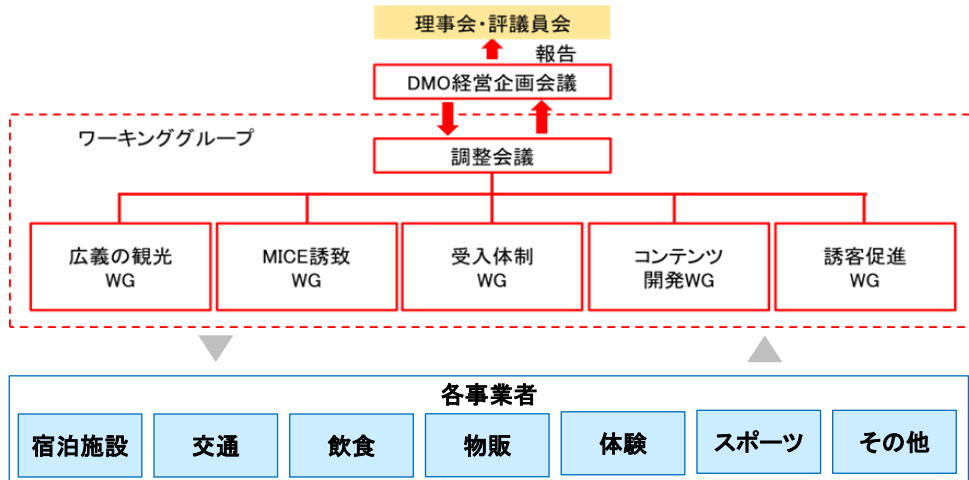 理事会・評議員会
報告
DMO経営企画会議
ワーキンググループ
調整会議
広義の観光
WG
MICE誘致
WG
受入体制
WG
コンテンツ
開発WG
誘客促進
WG
各事業者
宿泊施設
交通
飲食
物販
体験
スポーツ
その他